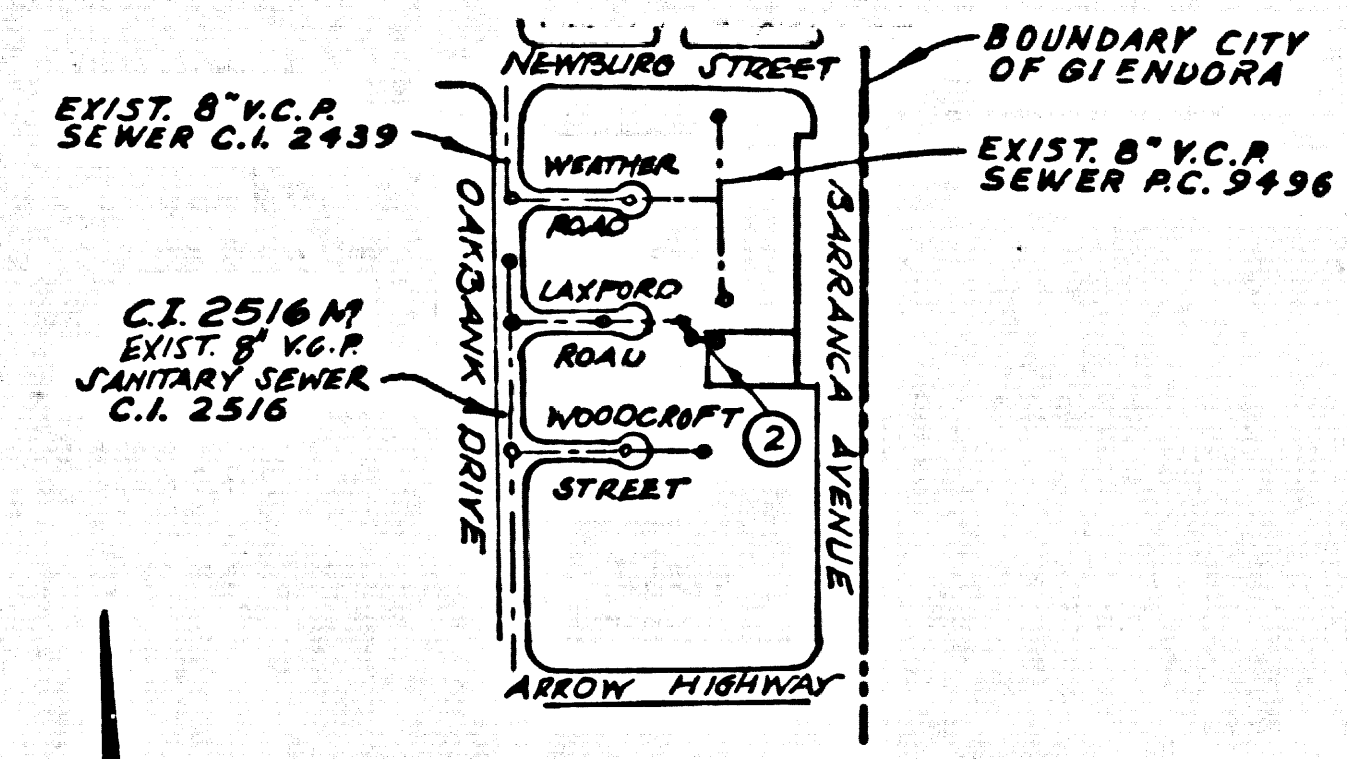 NEWBURG STREET
BOUNDARY CITY
OF GLENDORA
EXIST. 8" V.C.P.
SEWER C.I. 2439
EXIST. 8" V.C.P.
SEWER P.C. 9496
WEATHER
ROAD
OAKBANK DRIVE
BARRANCA AVENUE
LAXFORD
ROAD
C.I. 2516 M
EXIST. 8" V.C.P.
SANITARY SEWER
C.I. 2516
WOODCROFT
STREET
2
ARROW HIGHWAY